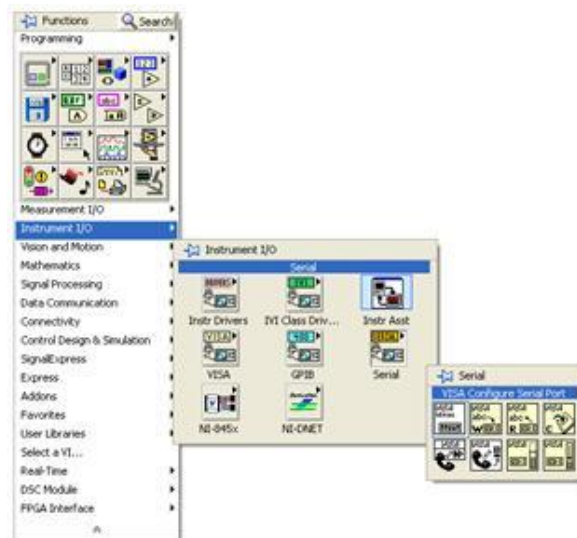 Functions
Search
Programming
Measurement I/O
Instrument I/O
Vision and Motion
Mathematics
Signal Processing
Data Communication
Connectivity
Control Design & Simulation
SignalExpress
Express
Addons
Favorites
User Libraries
Select a VI...
Real-Time
DSC Module
FPGA Interface
Instrument I/O
Serial
Instr Drivers
IVI Class Driv...
Instr Asst
VISA
GPIB
Serial
NI-845x
NI-DNET
Serial
VISA Configure Serial Port